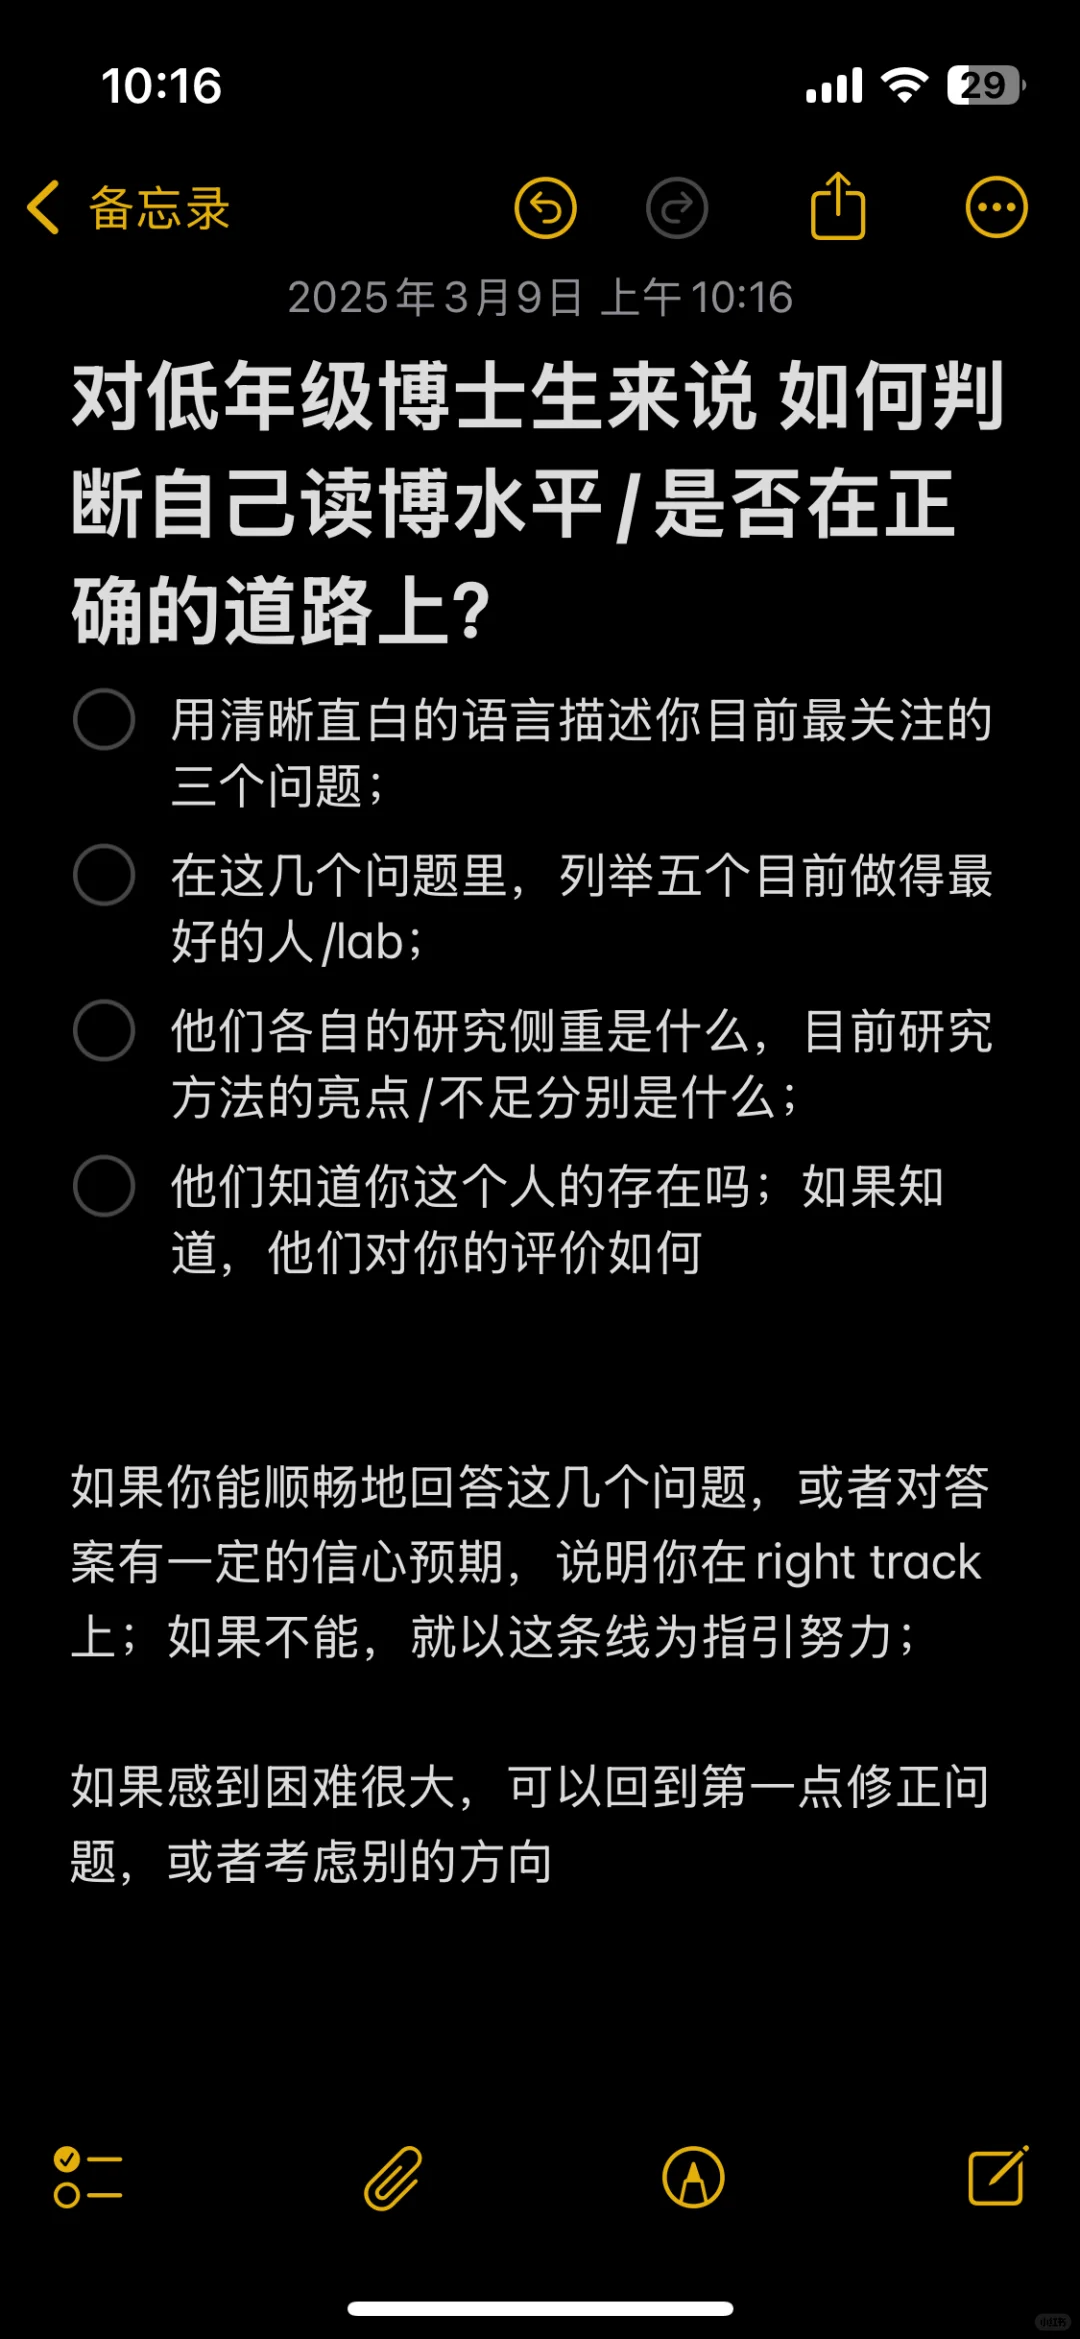 10:16
29
备忘录
2025年3月9日 上午10:16
对低年级博士生来说 如何判
断自己读博水平/是否在正
确的道路上?
用清晰直白的语言描述你目前最关注的
三个问题；
在这几个问题里，列举五个目前做得最
好的人/lab；
他们各自的研究侧重是什么，目前研究
方法的亮点/不足分别是什么；
他们知道你这个人的存在吗；如果知
道，他们对你的评价如何
如果你能顺畅地回答这几个问题，或者对答
案有一定的信心预期，说明你在right track
上；如果不能，就以这条线为指引努力；
如果感到困难很大，可以回到第一点修正问
题，或者考虑别的方向
小红书